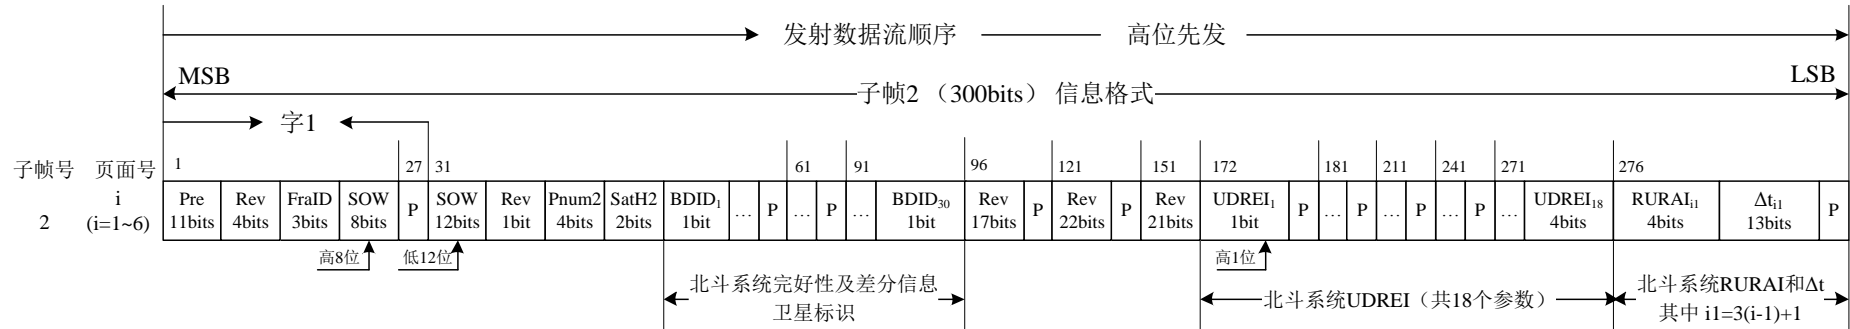 发射数据流顺序 高位先发
MSB LSB
子帧2 （300bits） 信息格式
字1
子帧号 页面号 1 27 31 61 91 96 121 151 172 181 211 241 271 276
i
2 (i=1~6)
Pre Rev FraID SOW P SOW Rev Pnum2 SatH2 BDID₁ … P … P … BDID₃₀ Rev P Rev P Rev UDREI₁ P … P … P … P … UDREI₁₈ RURAIᵢ₁ Δtᵢ₁ P
11bits 4bits 3bits 8bits 12bits 1bit 4bits 2bits 1bit 1bit 17bits 22bits 21bits 1bit 4bits 4bits 13bits
高8位 低12位 高1位
北斗系统完好性及差分信息
卫星标识
北斗系统UDREI（共18个参数）
北斗系统RURAI和Δt
其中 i1=3(i-1)+1